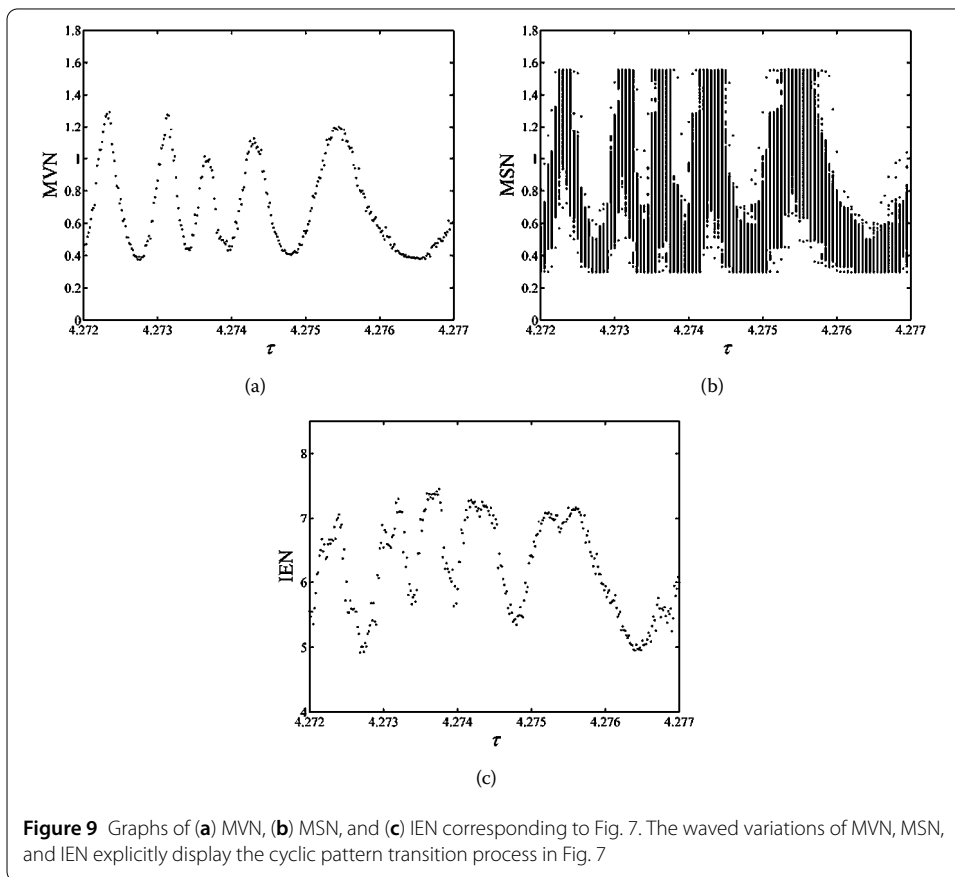 1.8
1.6
1.4
1.2
1
0.8
0.6
0.4
0.2
0
MVN
4.272 4.273 4.274 4.275 4.276 4.277
τ
(a)
1.8
1.6
1.4
1.2
1
0.8
0.6
0.4
0.2
0
MSN
4.272 4.273 4.274 4.275 4.276 4.277
τ
(b)
8
7
6
5
4
IEN
4.272 4.273 4.274 4.275 4.276 4.277
τ
(c)
Figure 9 Graphs of (a) MVN, (b) MSN, and (c) IEN corresponding to Fig. 7. The waved variations of MVN, MSN,
and IEN explicitly display the cyclic pattern transition process in Fig. 7